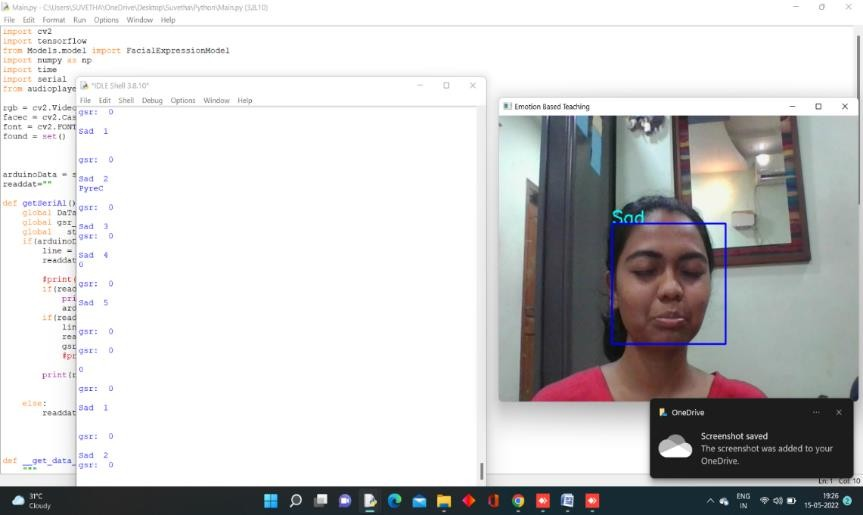 Main.py - C:\Users\SUVETHA\OneDrive\Desktop\Suvetha\Python\Main.py (3.8.10)
File Edit Format Run Options Window Help
import cv2
import tensorflow
from Models.model import FacialExpressionModel
import numpy as np
import time
import serial
from audioplaye
rgb = cv2.Video
facec = cv2.Cas
font = cv2.FONT
found = set()
arduinoData = s
readdat=""
def getSeriAl()
global DaTa
global gsr_
global st
if(arduinoD
line =
readdat
#print(
if(read
pri
ard
if(read
lin
rea
gsr
#pr
print(r
else:
readdat
def __get_data_
"""
*IDLE Shell 3.8.10*
File Edit Shell Debug Options Window Help
gsr: 0
Sad 1
gsr: 0
Sad 2
PyreC
gsr: 0
Sad 3
gsr: 0
Sad 4
0
gsr: 0
Sad 5
gsr: 0
gsr: 0
0
gsr: 0
Sad 1
gsr: 0
Sad 2
gsr: 0
Emotion Based Teaching
Sad
OneDrive
Screenshot saved
The screenshot was added to your
OneDrive.
Ln: 1 Col: 10
31°C
Cloudy
ENG
IN
19:26
15-05-2022
2